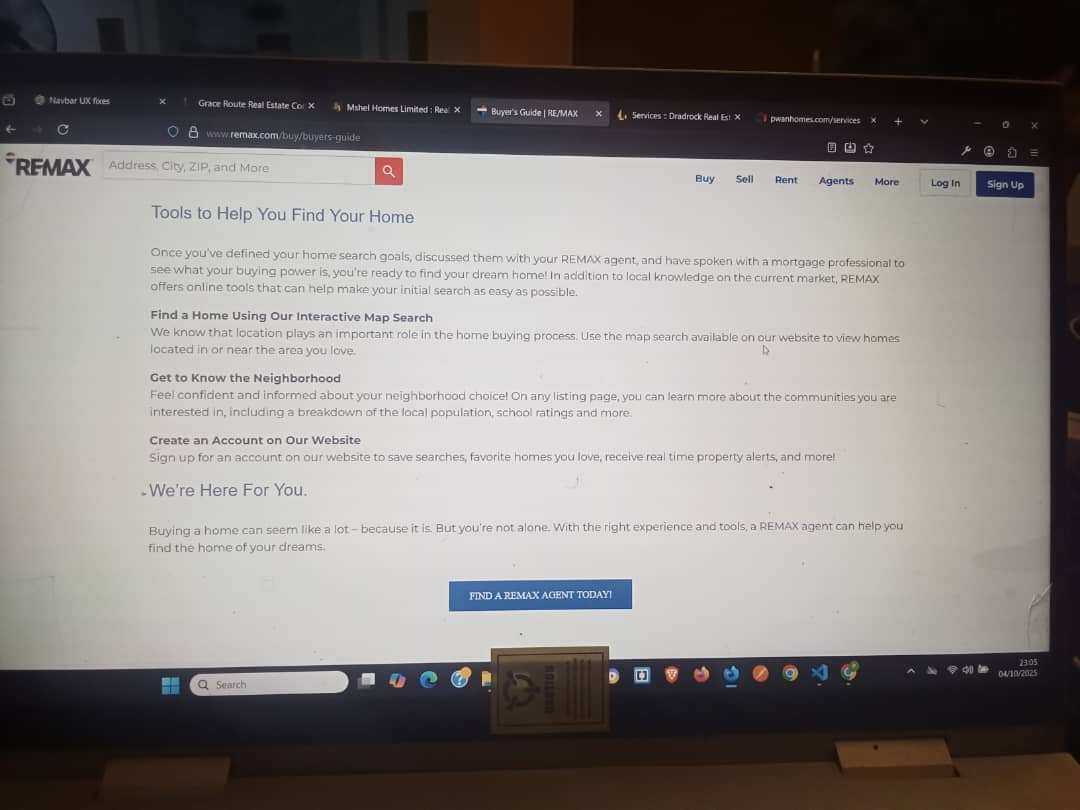 Navbar UX fixes
Grace Route Real Estate Co
Mshel Homes Limited : Real
Buyer's Guide | RE/MAX
Services :: Dradrock Real Est
pwanhomes.com/services
www.remax.com/buy/buyers-guide
REMAX
Address, City, ZIP, and More
Buy
Sell
Rent
Agents
More
Log In
Sign Up
Tools to Help You Find Your Home
Once you've defined your home search goals, discussed them with your REMAX agent, and have spoken with a mortgage professional to
see what your buying power is, you're ready to find your dream home! In addition to local knowledge on the current market, REMAX
offers online tools that can help make your initial search as easy as possible.
Find a Home Using Our Interactive Map Search
We know that location plays an important role in the home buying process. Use the map search available on our website to view homes
located in or near the area you love.
Get to Know the Neighborhood
Feel confident and informed about your neighborhood choice! On any listing page, you can learn more about the communities you are
interested in, including a breakdown of the local population, school ratings and more.
Create an Account on Our Website
Sign up for an account on our website to save searches, favorite homes you love, receive real time property alerts, and more!
We're Here For You.
Buying a home can seem like a lot – because it is. But you're not alone. With the right experience and tools, a REMAX agent can help you
find the home of your dreams.
FIND A REMAX AGENT TODAY!
Search
CAUTION
23:05
04/10/2025